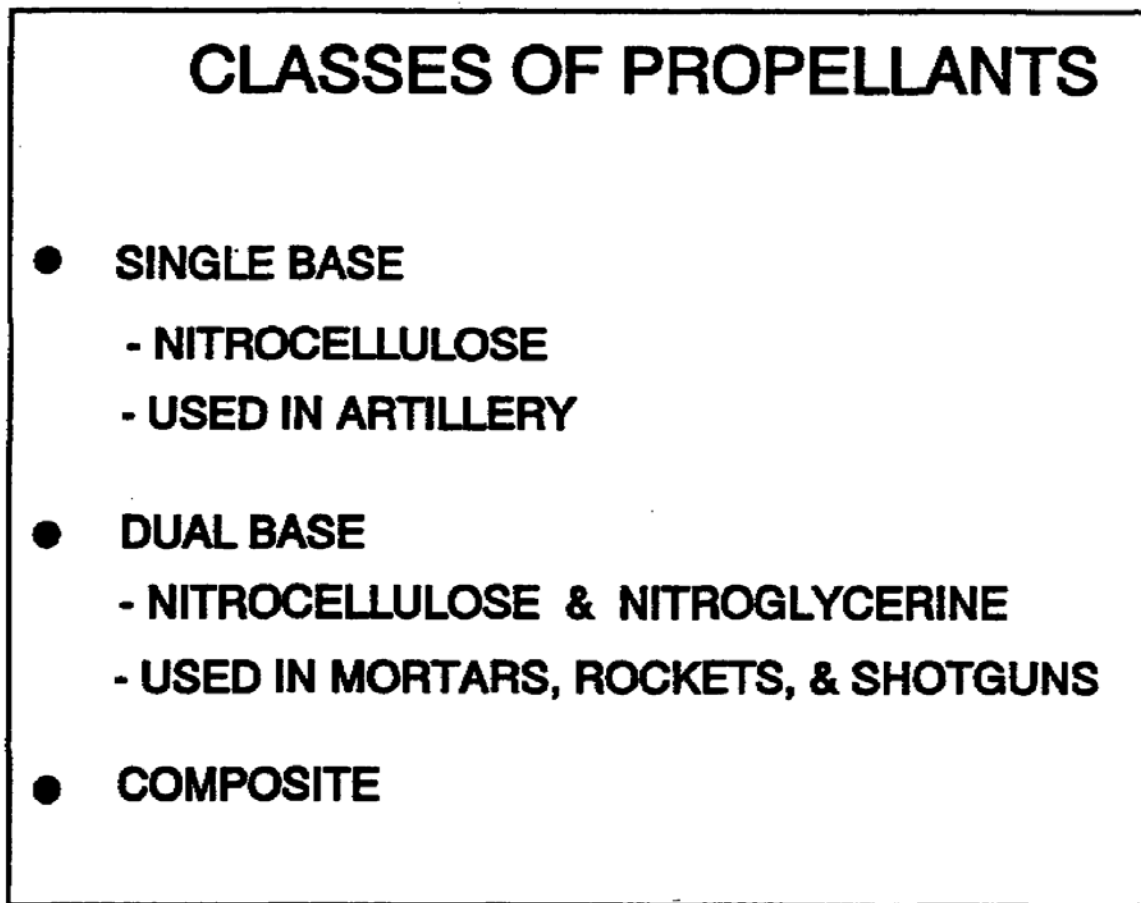 CLASSES OF PROPELLANTS
● SINGLE BASE
- NITROCELLULOSE
- USED IN ARTILLERY
● DUAL BASE
- NITROCELLULOSE & NITROGLYCERINE
- USED IN MORTARS, ROCKETS, & SHOTGUNS
● COMPOSITE